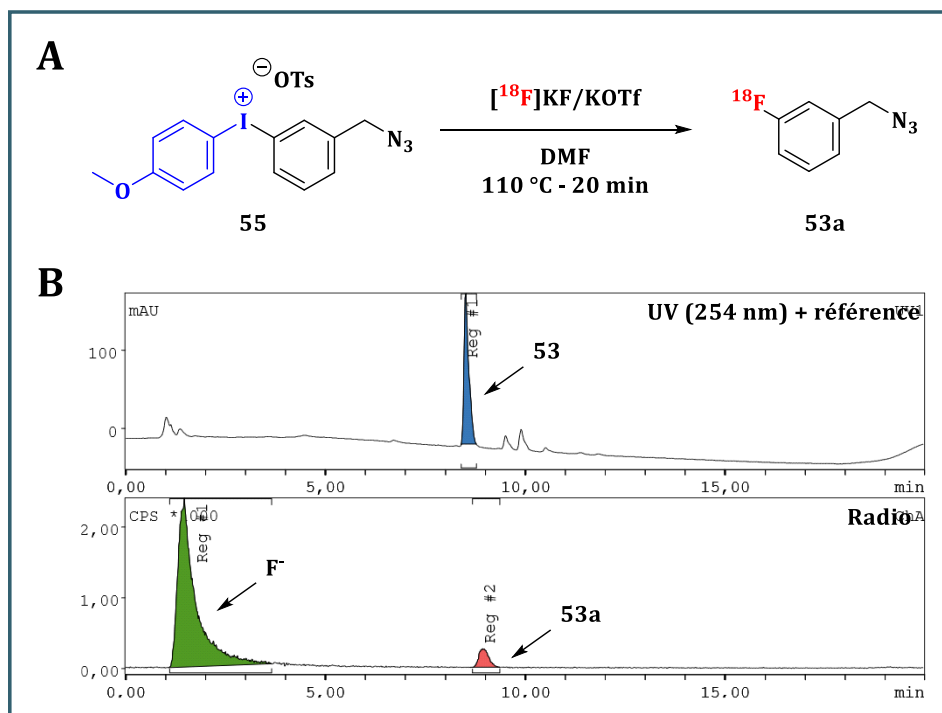 A
⊖OTs
⊕
I
N3
O
55
[18F]KF/KOTf
DMF
110 °C - 20 min
18F
N3
53a
B
mAU
UV (254 nm) + référence
Reg #1
53
100
0
0,00 5,00 10,00 15,00 min
CPS *1000
Radio
Reg #1
2,00
F-
Reg #2
1,00
53a
0,00
0.00 5,00 10,00 15,00 min